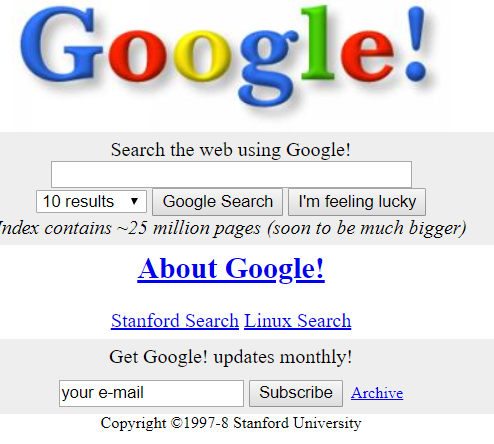 Google!
Search the web using Google!
10 results Google Search I'm feeling lucky
Index contains ~25 million pages (soon to be much bigger)
About Google!
Stanford Search Linux Search
Get Google! updates monthly!
your e-mail Subscribe Archive
Copyright ©1997-8 Stanford University